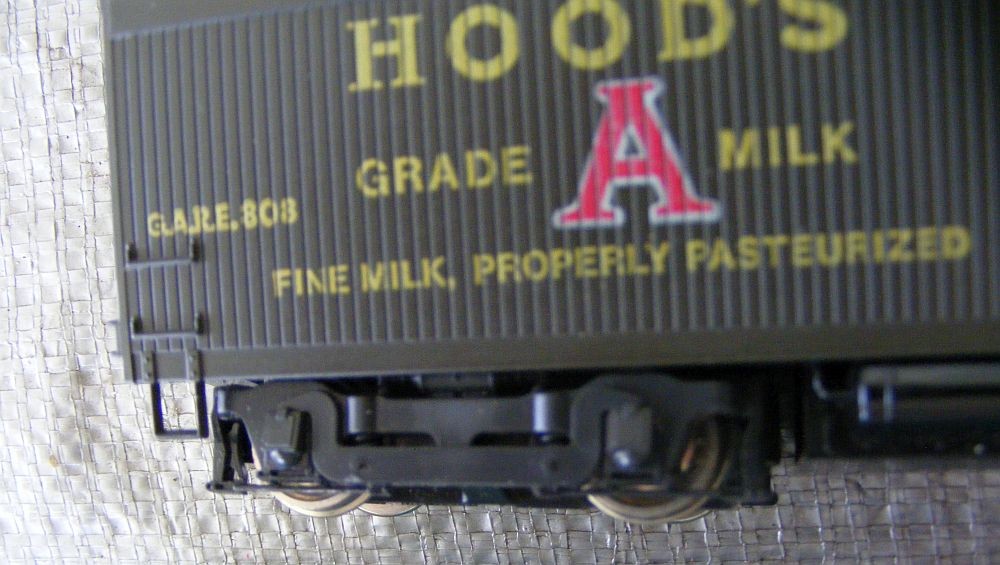 HOOD'S
GRADE A MILK
G.A.R.E. 808
FINE MILK, PROPERLY PASTEURIZED